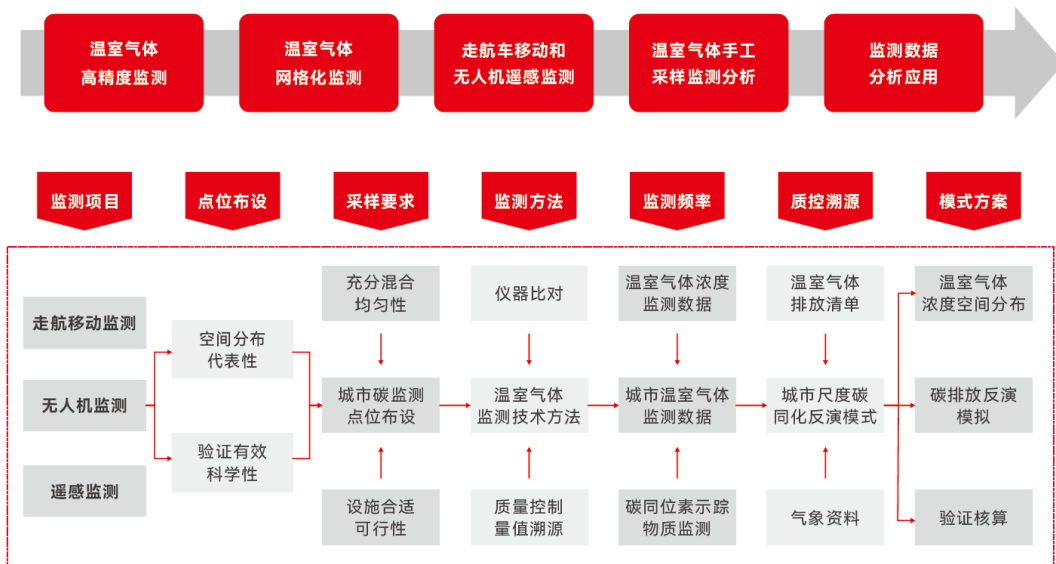 温室气体
高精度监测
温室气体
网格化监测
走航车移动和
无人机遥感监测
温室气体手工
采样监测分析
监测数据
分析应用
监测项目
点位布设
采样要求
监测方法
监测频率
质控溯源
模式方案
走航移动监测
无人机监测
遥感监测
空间分布
代表性
验证有效
科学性
充分混合
均匀性
城市碳监测
点位布设
设施合适
可行性
仪器比对
温室气体
监测技术方法
质量控制
量值溯源
温室气体浓度
监测数据
城市温室气体
监测数据
碳同位素示踪
物质监测
温室气体
排放清单
城市尺度碳
同化反演模式
气象资料
温室气体
浓度空间分布
碳排放反演
模拟
验证核算